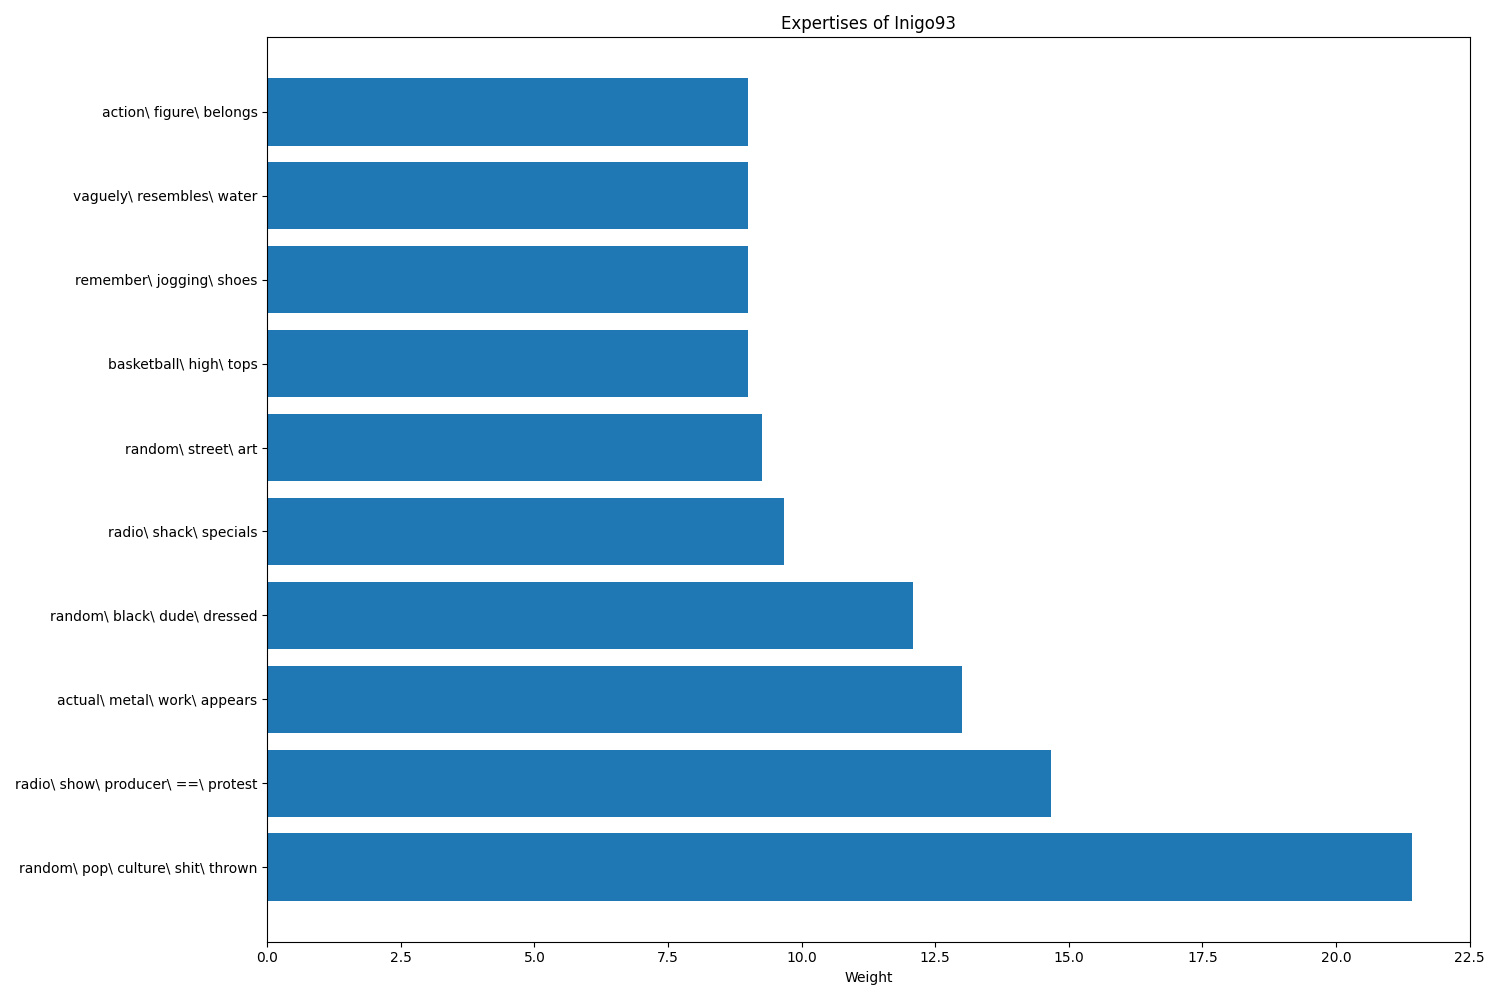 Expertises of Inigo93
action\ figure\ belongs
vaguely\ resembles\ water
remember\ jogging\ shoes
basketball\ high\ tops
random\ street\ art
radio\ shack\ specials
random\ black\ dude\ dressed
actual\ metal\ work\ appears
radio\ show\ producer\ ==\ protest
random\ pop\ culture\ shit\ thrown
0.0 2.5 5.0 7.5 10.0 12.5 15.0 17.5 20.0 22.5
Weight